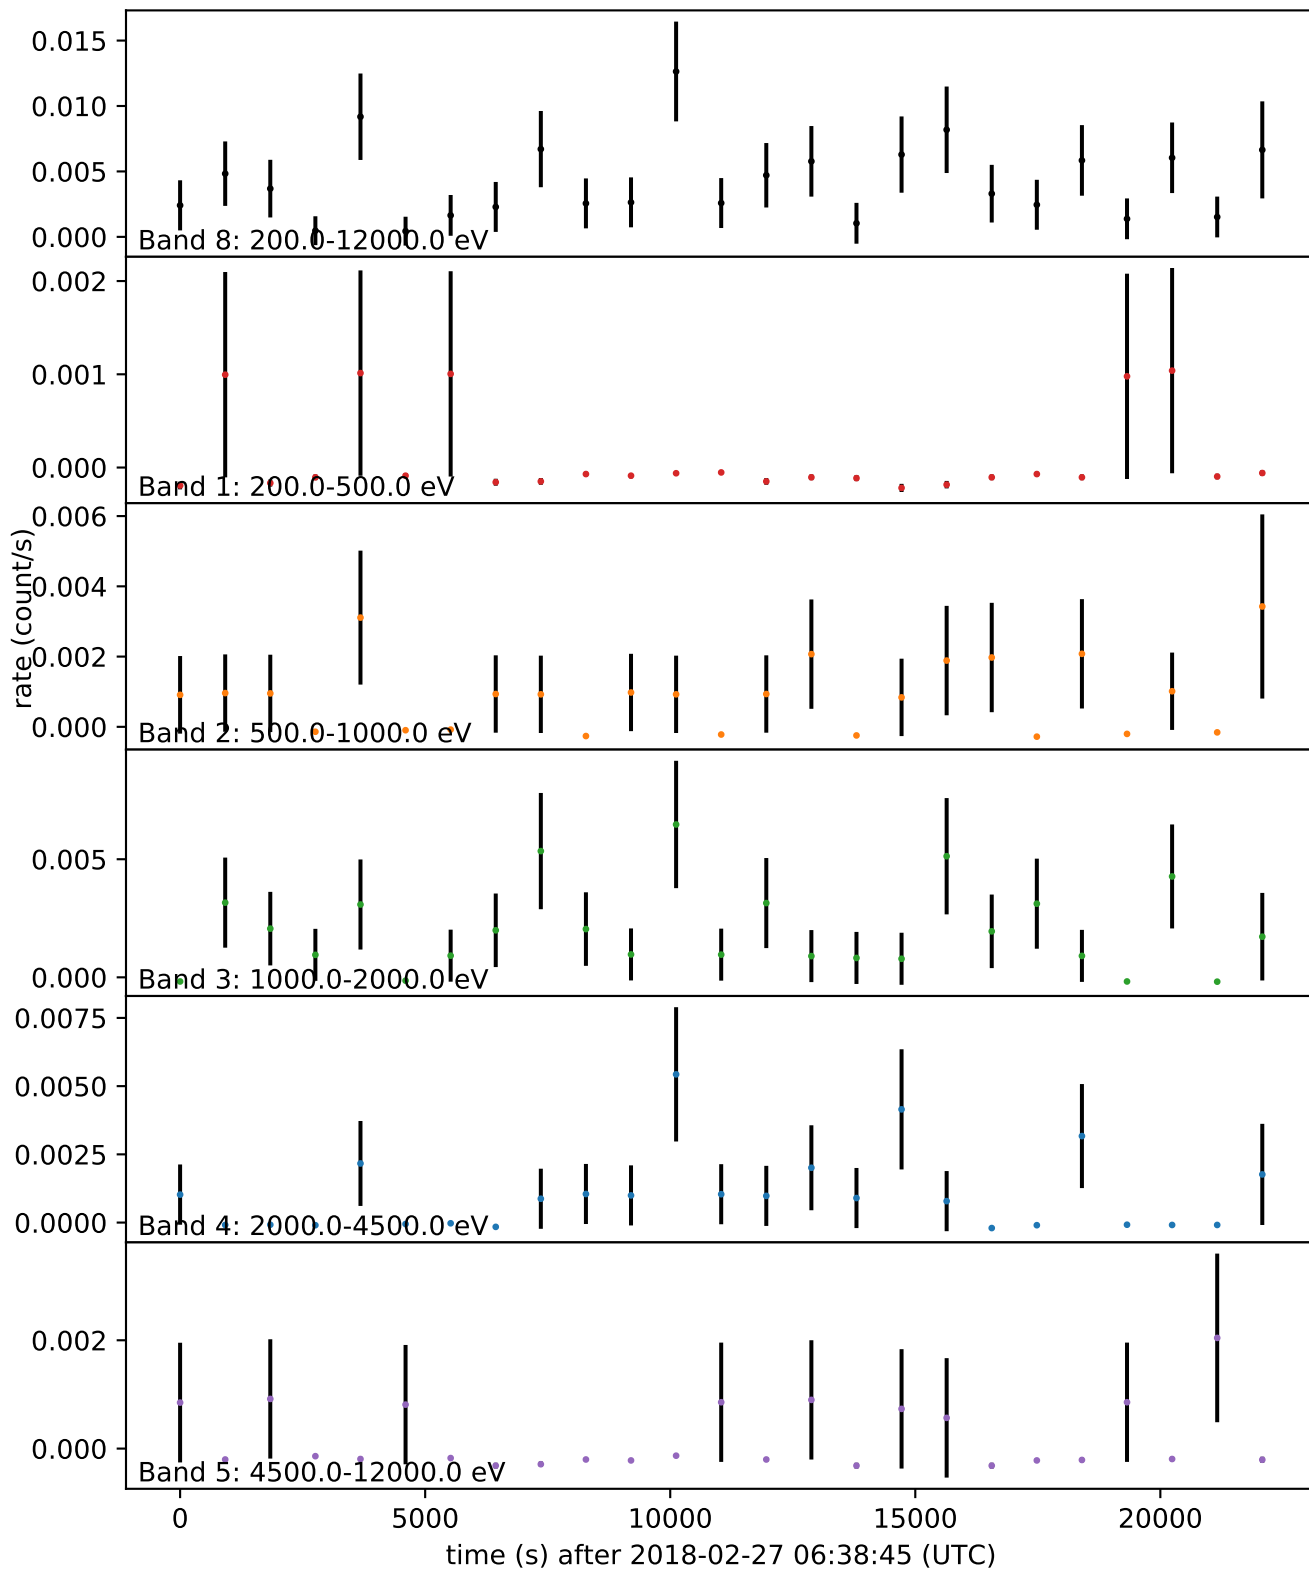 0.015
0.010
0.005
0.000
Band 8: 200.0-12000.0 eV
0.002
0.001
0.000
Band 1: 200.0-500.0 eV
rate (count/s)
0.006
0.004
0.002
0.000
Band 2: 500.0-1000.0 eV
0.005
0.000
Band 3: 1000.0-2000.0 eV
0.0075
0.0050
0.0025
0.0000
Band 4: 2000.0-4500.0 eV
0.002
0.000
Band 5: 4500.0-12000.0 eV
0 5000 10000 15000 20000
time (s) after 2018-02-27 06:38:45 (UTC)